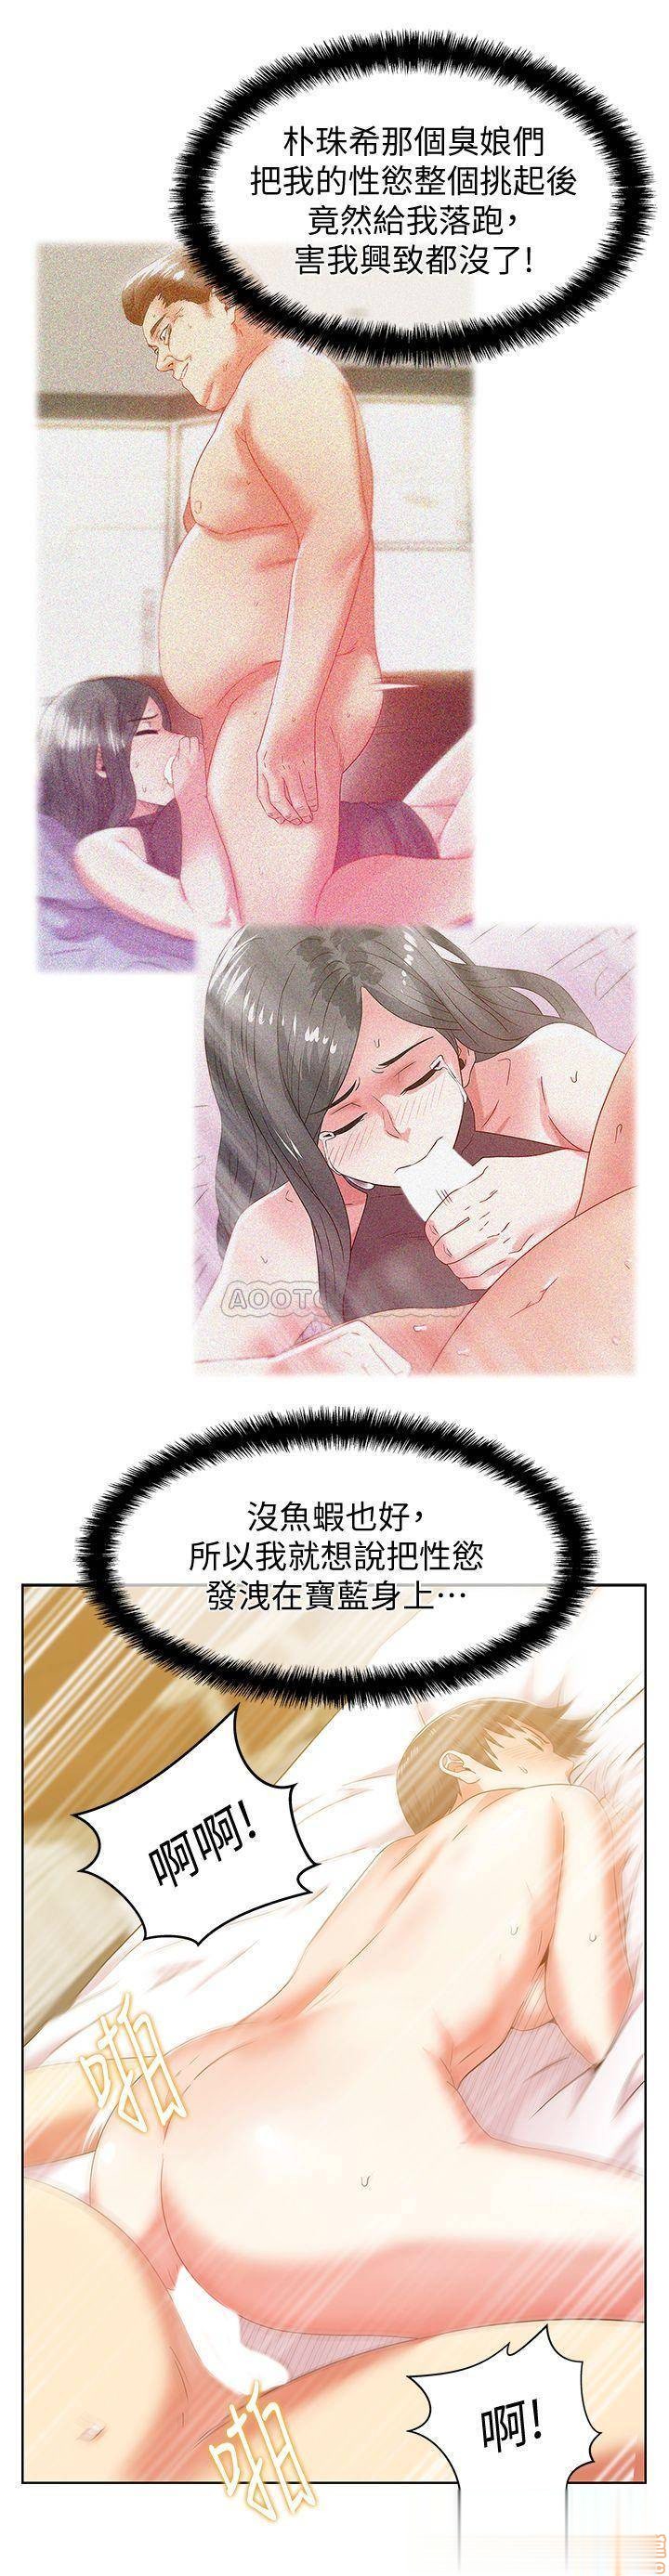 朴珠希那個臭娘們
把我的性慾整個挑起後
竟然給我落跑，
害我興致都沒了!
沒魚蝦也好，
所以我就想說把性慾
發洩在寶藍身上…
啊啊!
啪
啊!
啪